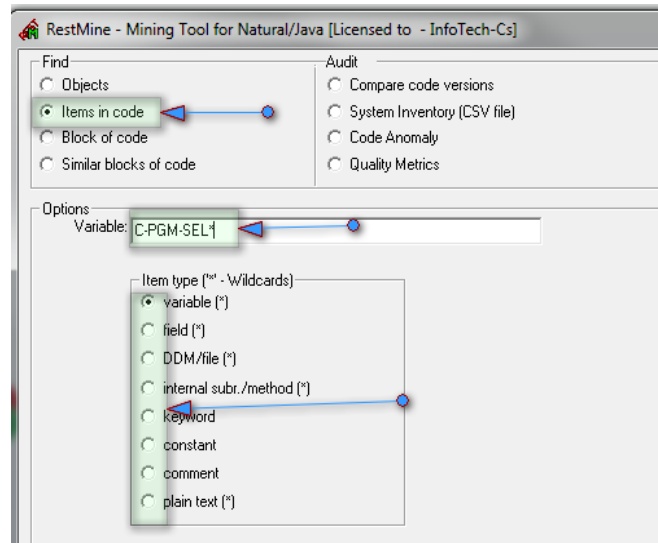 RestMine - Mining Tool for Natural/Java [Licensed to - InfoTech-Cs]
Find
Objects
Items in code
Block of code
Similar blocks of code
Audit
Compare code versions
System Inventory (CSV file)
Code Anomaly
Quality Metrics
Options
Variable: C-PGM-SEL*
Item type ('*' - Wildcards)
variable (*)
field (*)
DDM/file (*)
internal subr./method (*)
keyword
constant
comment
plain text (*)